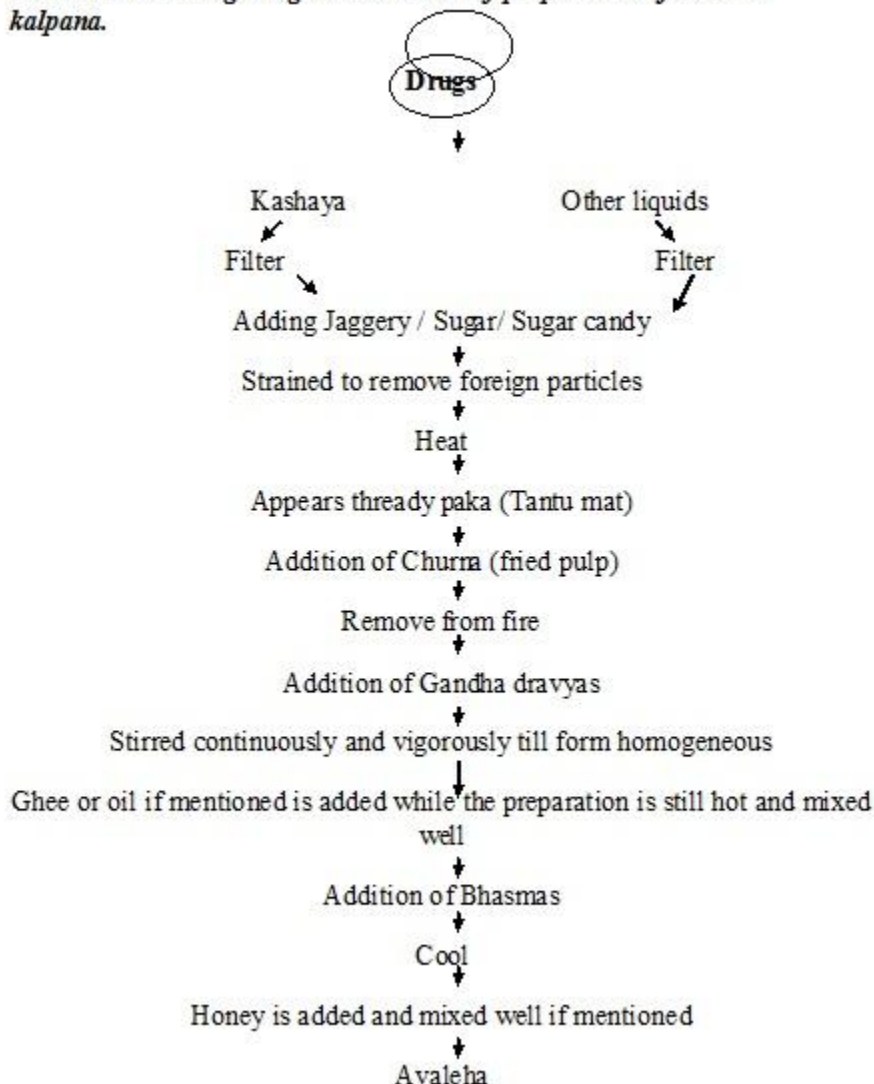 kalpana.
Drugs
Kashaya Other liquids
Filter Filter
Adding Jaggery / Sugar/ Sugar candy
Strained to remove foreign particles
Heat
Appears thready paka (Tantu mat)
Addition of Churna (fried pulp)
Remove from fire
Addition of Gandha dravyas
Stirred continuously and vigorously till form homogeneous
Ghee or oil if mentioned is added while the preparation is still hot and mixed
well
Addition of Bhasmas
Cool
Honey is added and mixed well if mentioned
Avaleha